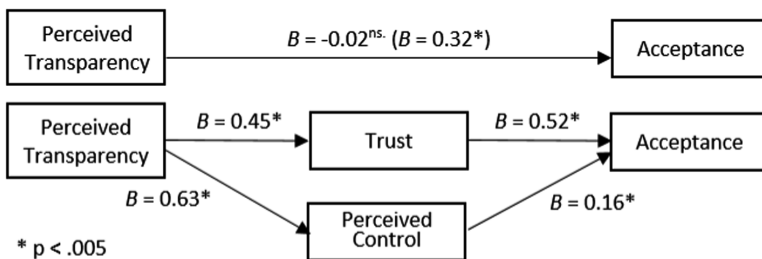 Perceived
Transparency
B = -0.02ns. (B = 0.32*)
Acceptance
Perceived
Transparency
B = 0.45*
Trust
B = 0.52*
Acceptance
B = 0.63*
Perceived
Control
B = 0.16*
* p < .005